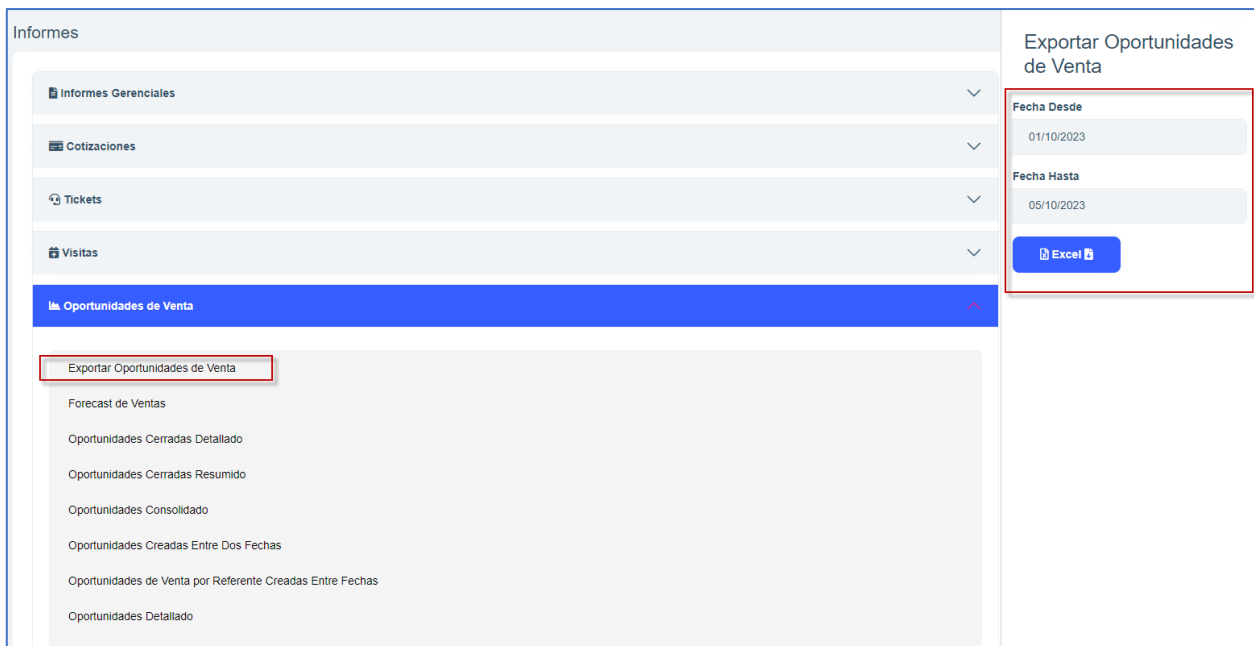 Informes
Informes Gerenciales
Cotizaciones
Tickets
Visitas
Oportunidades de Venta
Exportar Oportunidades de Venta
Forecast de Ventas
Oportunidades Cerradas Detallado
Oportunidades Cerradas Resumido
Oportunidades Consolidado
Oportunidades Creadas Entre Dos Fechas
Oportunidades de Venta por Referente Creadas Entre Fechas
Oportunidades Detallado
Exportar Oportunidades
de Venta
Fecha Desde
01/10/2023
Fecha Hasta
05/10/2023
Excel